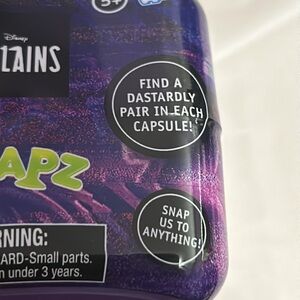 Disney
5+
LAINS
FIND A
DASTARDLY
PAIR IN EACH
CAPSULE!
APZ
SNAP
US TO
ANYTHING!
RNING:
ARD-Small parts.
n under 3 years.